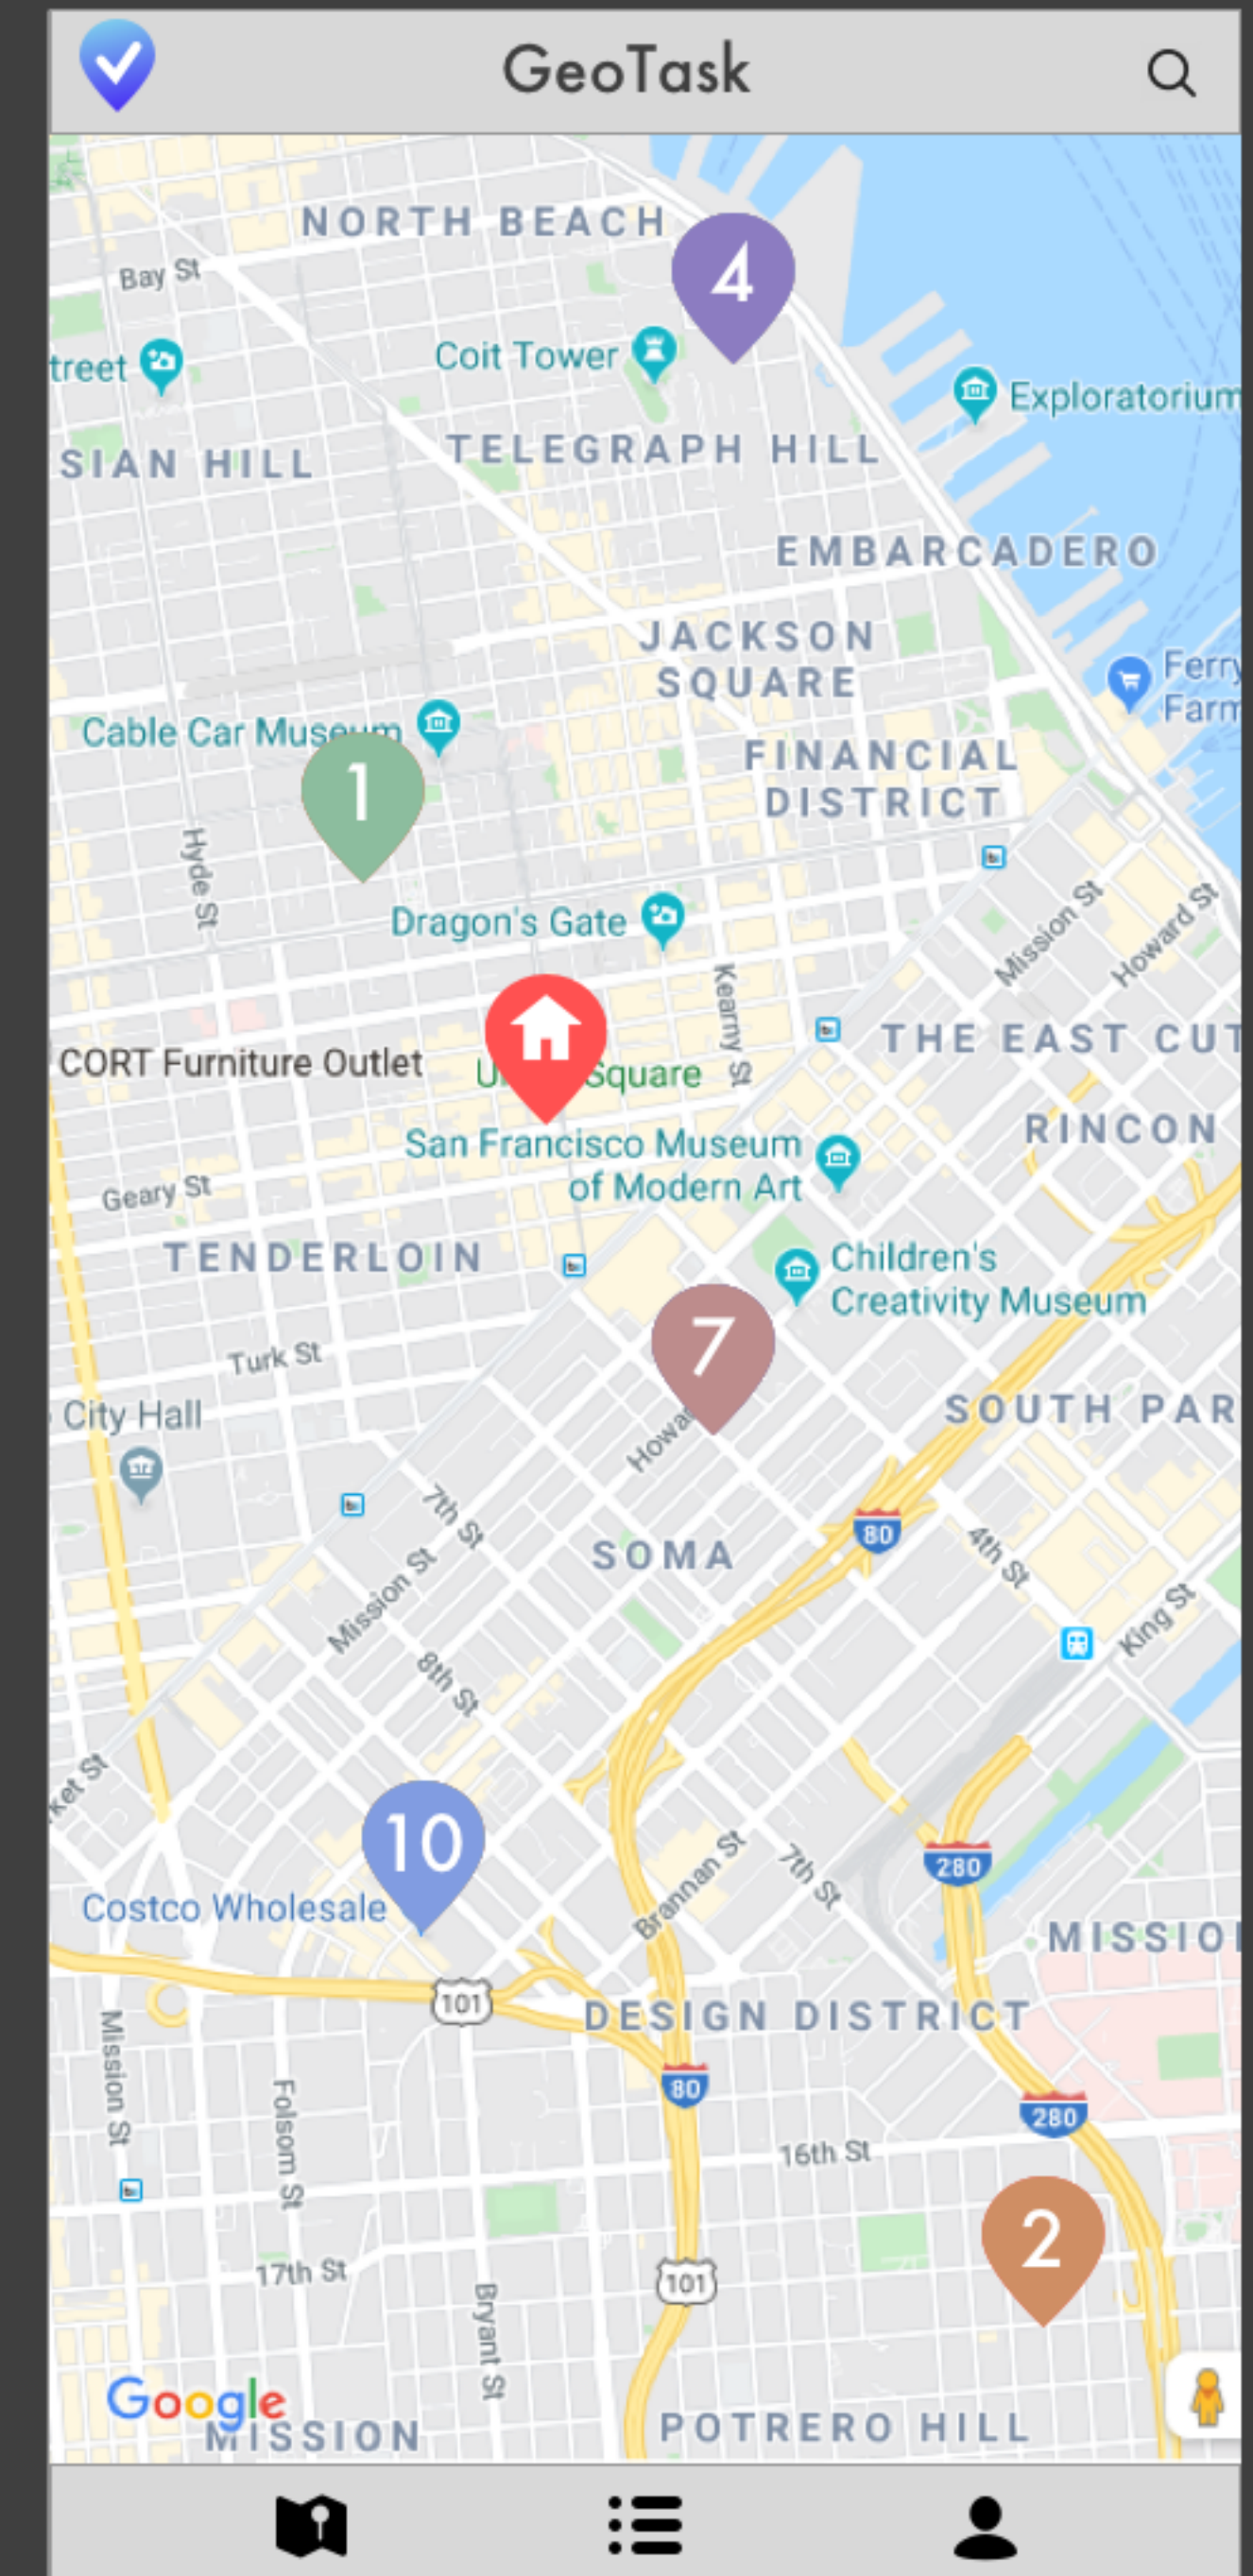 GeoTask
NORTH BEACH
4
Bay St
Coit Tower
treet
Exploratorium
TELEGRAPH HILL
SIAN HILL
EMBARCADERO
JACKSON
SQUARE
Ferry
Farm
Cable Car Museum
FINANCIAL
DISTRICT
1
Hyde St
Mission St
Howard St
Dragon's Gate
Kearny St
THE EAST CUT
CORT Furniture Outlet
U
Square
RINCON
San Francisco Museum
of Modern Art
Geary St
TENDERLOIN
Children's
Creativity Museum
7
Turk St
City Hall
SOUTH PAR
Howar
7th St
80
4th St
SOMA
Mission St
King St
8th St
ket St
10
Brannan St
7th St
280
Costco Wholesale
MISSIO
101
DESIGN DISTRICT
Mission St
80
280
Folsom St
16th St
2
17th St
101
Bryant St
Google
MISSION
POTRERO HILL